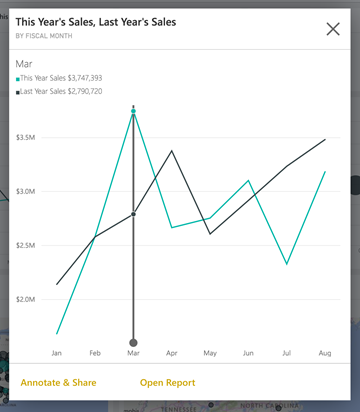 This Year's Sales, Last Year's Sales
BY FISCAL MONTH
Mar
This Year Sales $3,747,393
Last Year Sales $2,790,720
$3.5M
$3.0M
$2.5M
$2.0M
Jan Feb Mar Apr May Jun Jul Aug
Annotate & Share Open Report
TENNESSEE
NORTH CAROLINA